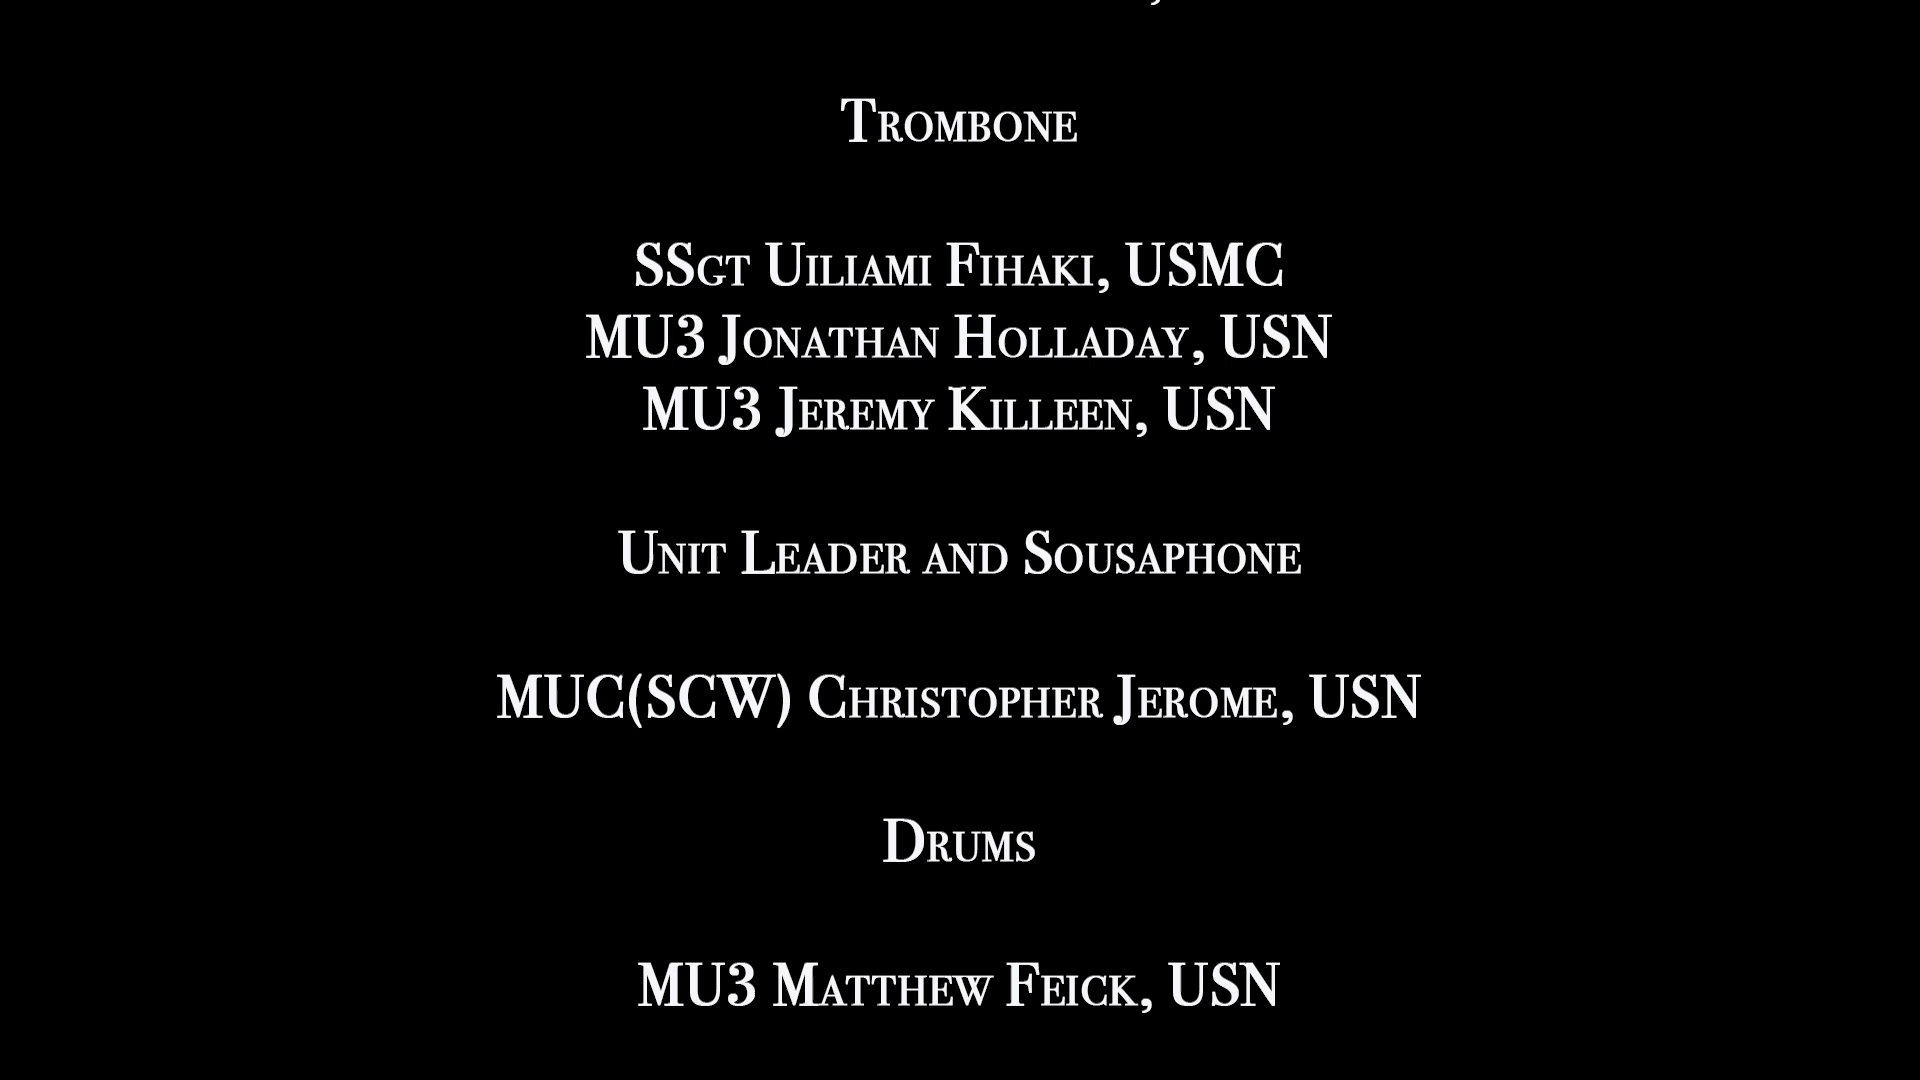 Trombone
SSgt Uiliami Fihaki, USMC
MU3 Jonathan Holladay, USN
MU3 Jeremy Killeen, USN
Unit Leader and Sousaphone
MUC(SCW) Christopher Jerome, USN
Drums
MU3 Matthew Feick, USN